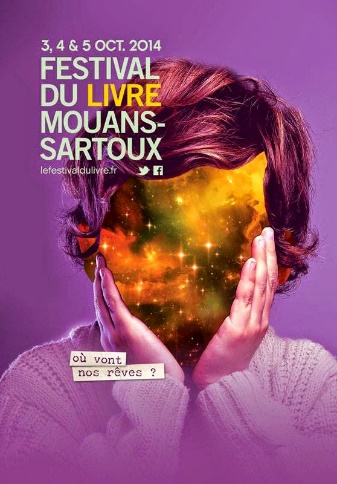 3, 4 & 5 OCT. 2014
FESTIVAL
DU LIVRE
MOUANS-
SARTOUX
lefestivaldulivre.fr
où vont
nos rêves ?